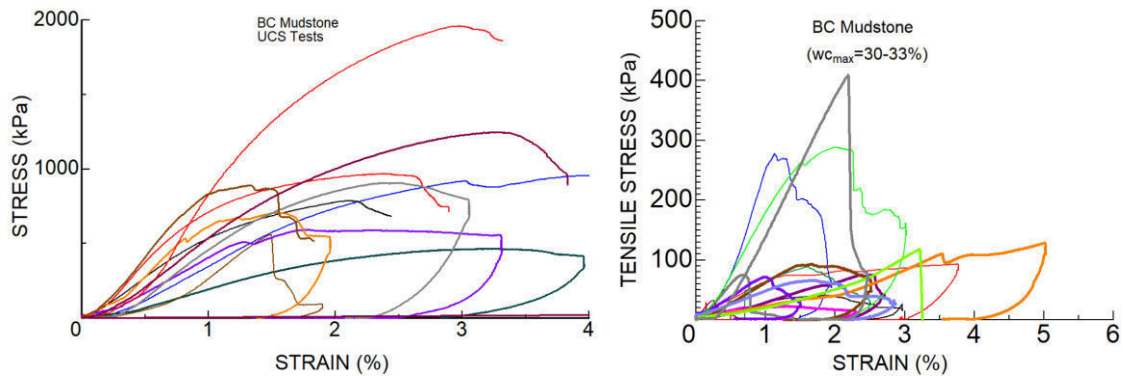 BC Mudstone
UCS Tests
STRESS (kPa)
2000
1000
1
2
3
4
STRAIN (%)
BC Mudstone
(wcmax=30-33%)
TENSILE STRESS (kPa)
500
400
300
200
100
0
0
1
2
3
4
5
6
STRAIN (%)